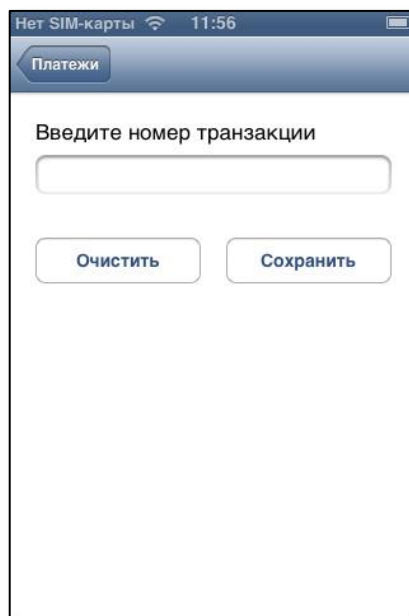 Нет SIM-карты 11:56
Платежи
Введите номер транзакции
Очистить Сохранить